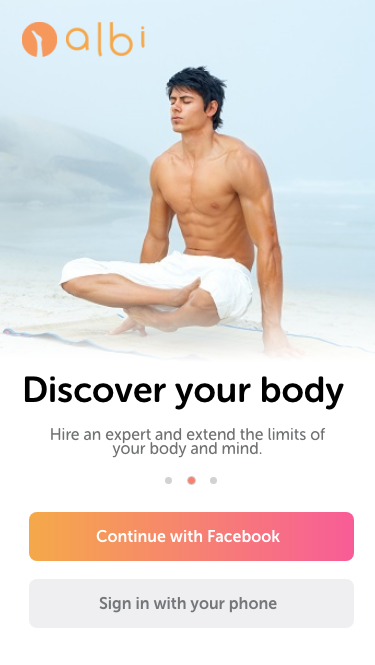 albi
Discover your body
Hire an expert and extend the limits of
your body and mind.
Continue with Facebook
Sign in with your phone